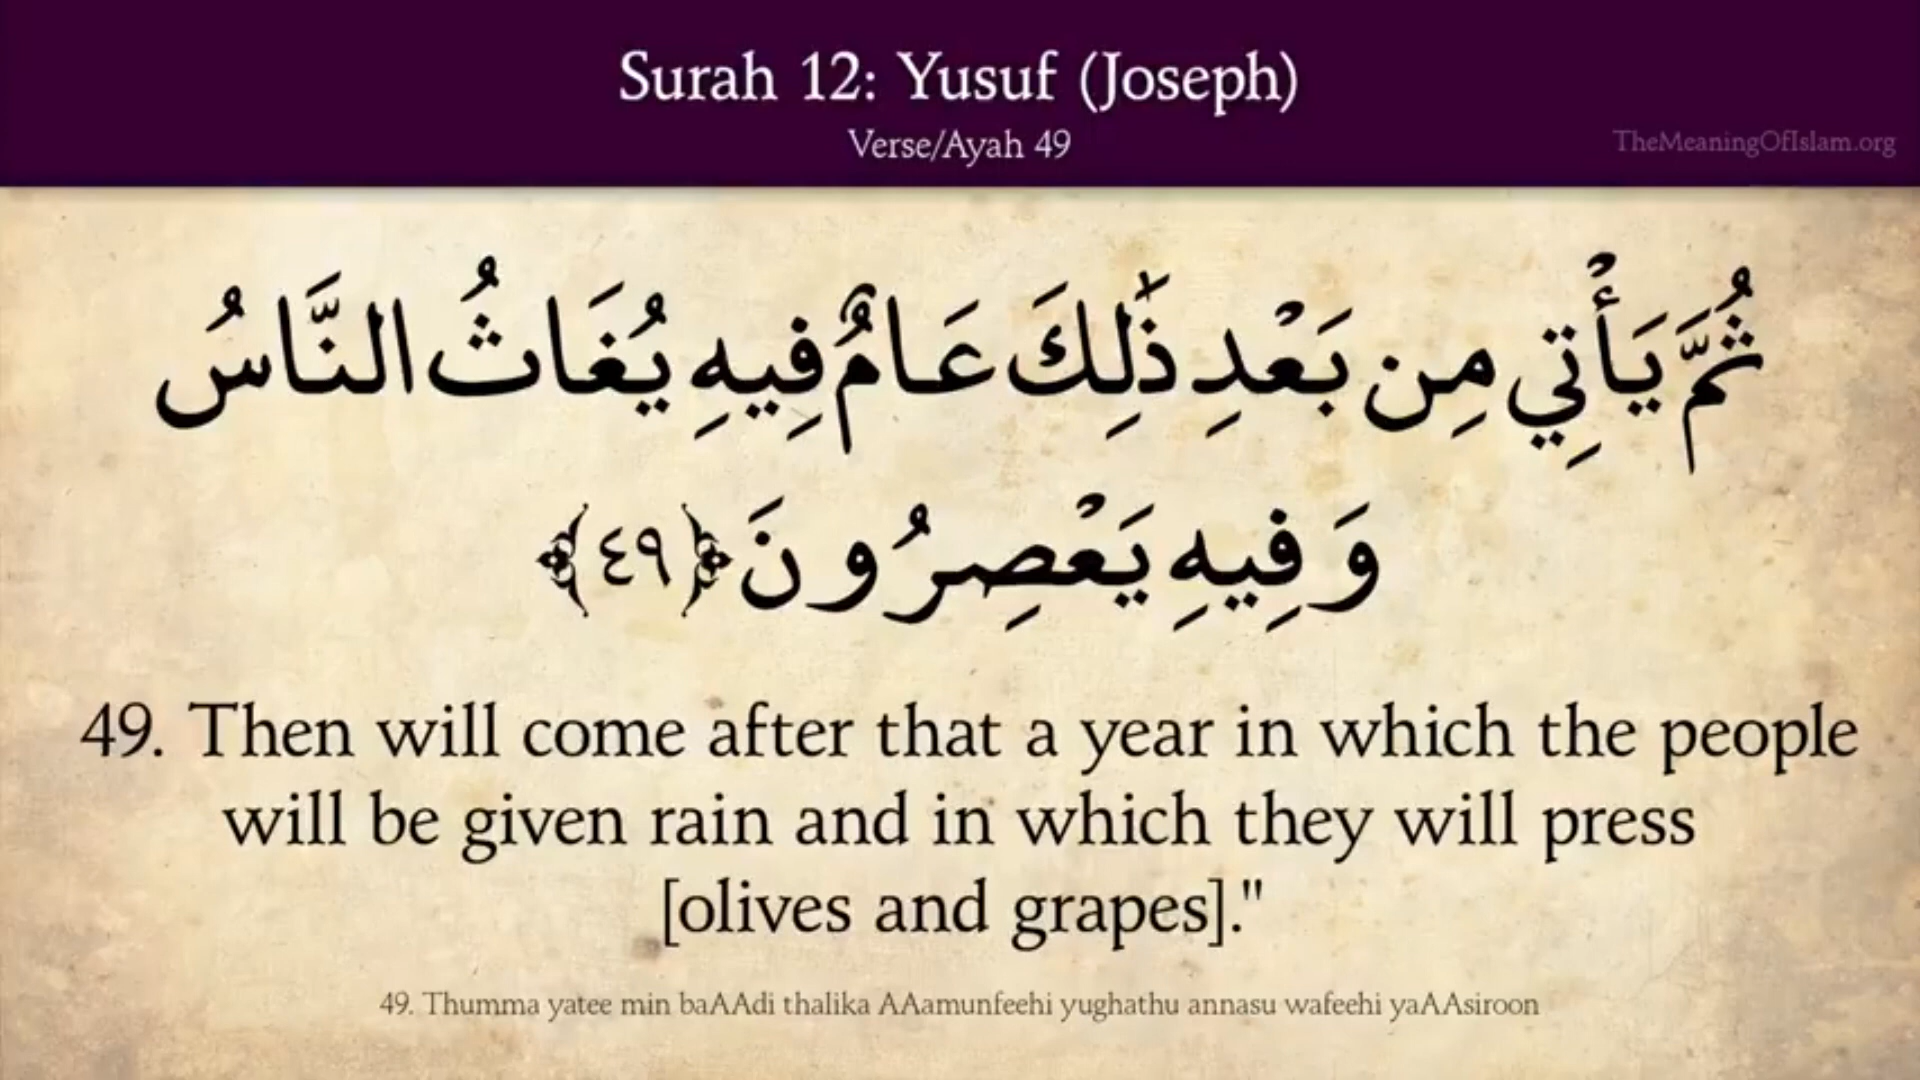 Surah 12: Yusuf (Joseph)
Verse/Ayah 49
TheMeaningOfIslam.org
ثُمَّ يَأْتِي مِن بَعْدِ ذَٰلِكَ عَامٌ فِيهِ يُغَاثُ النَّاسُ
وَفِيهِ يَعْصِرُونَ ﴿٤٩﴾
49. Then will come after that a year in which the people
will be given rain and in which they will press
[olives and grapes]."
49. Thumma yatee min baAAdi thalika AAamunfeehi yughathu annasu wafeehi yaAAsiroon